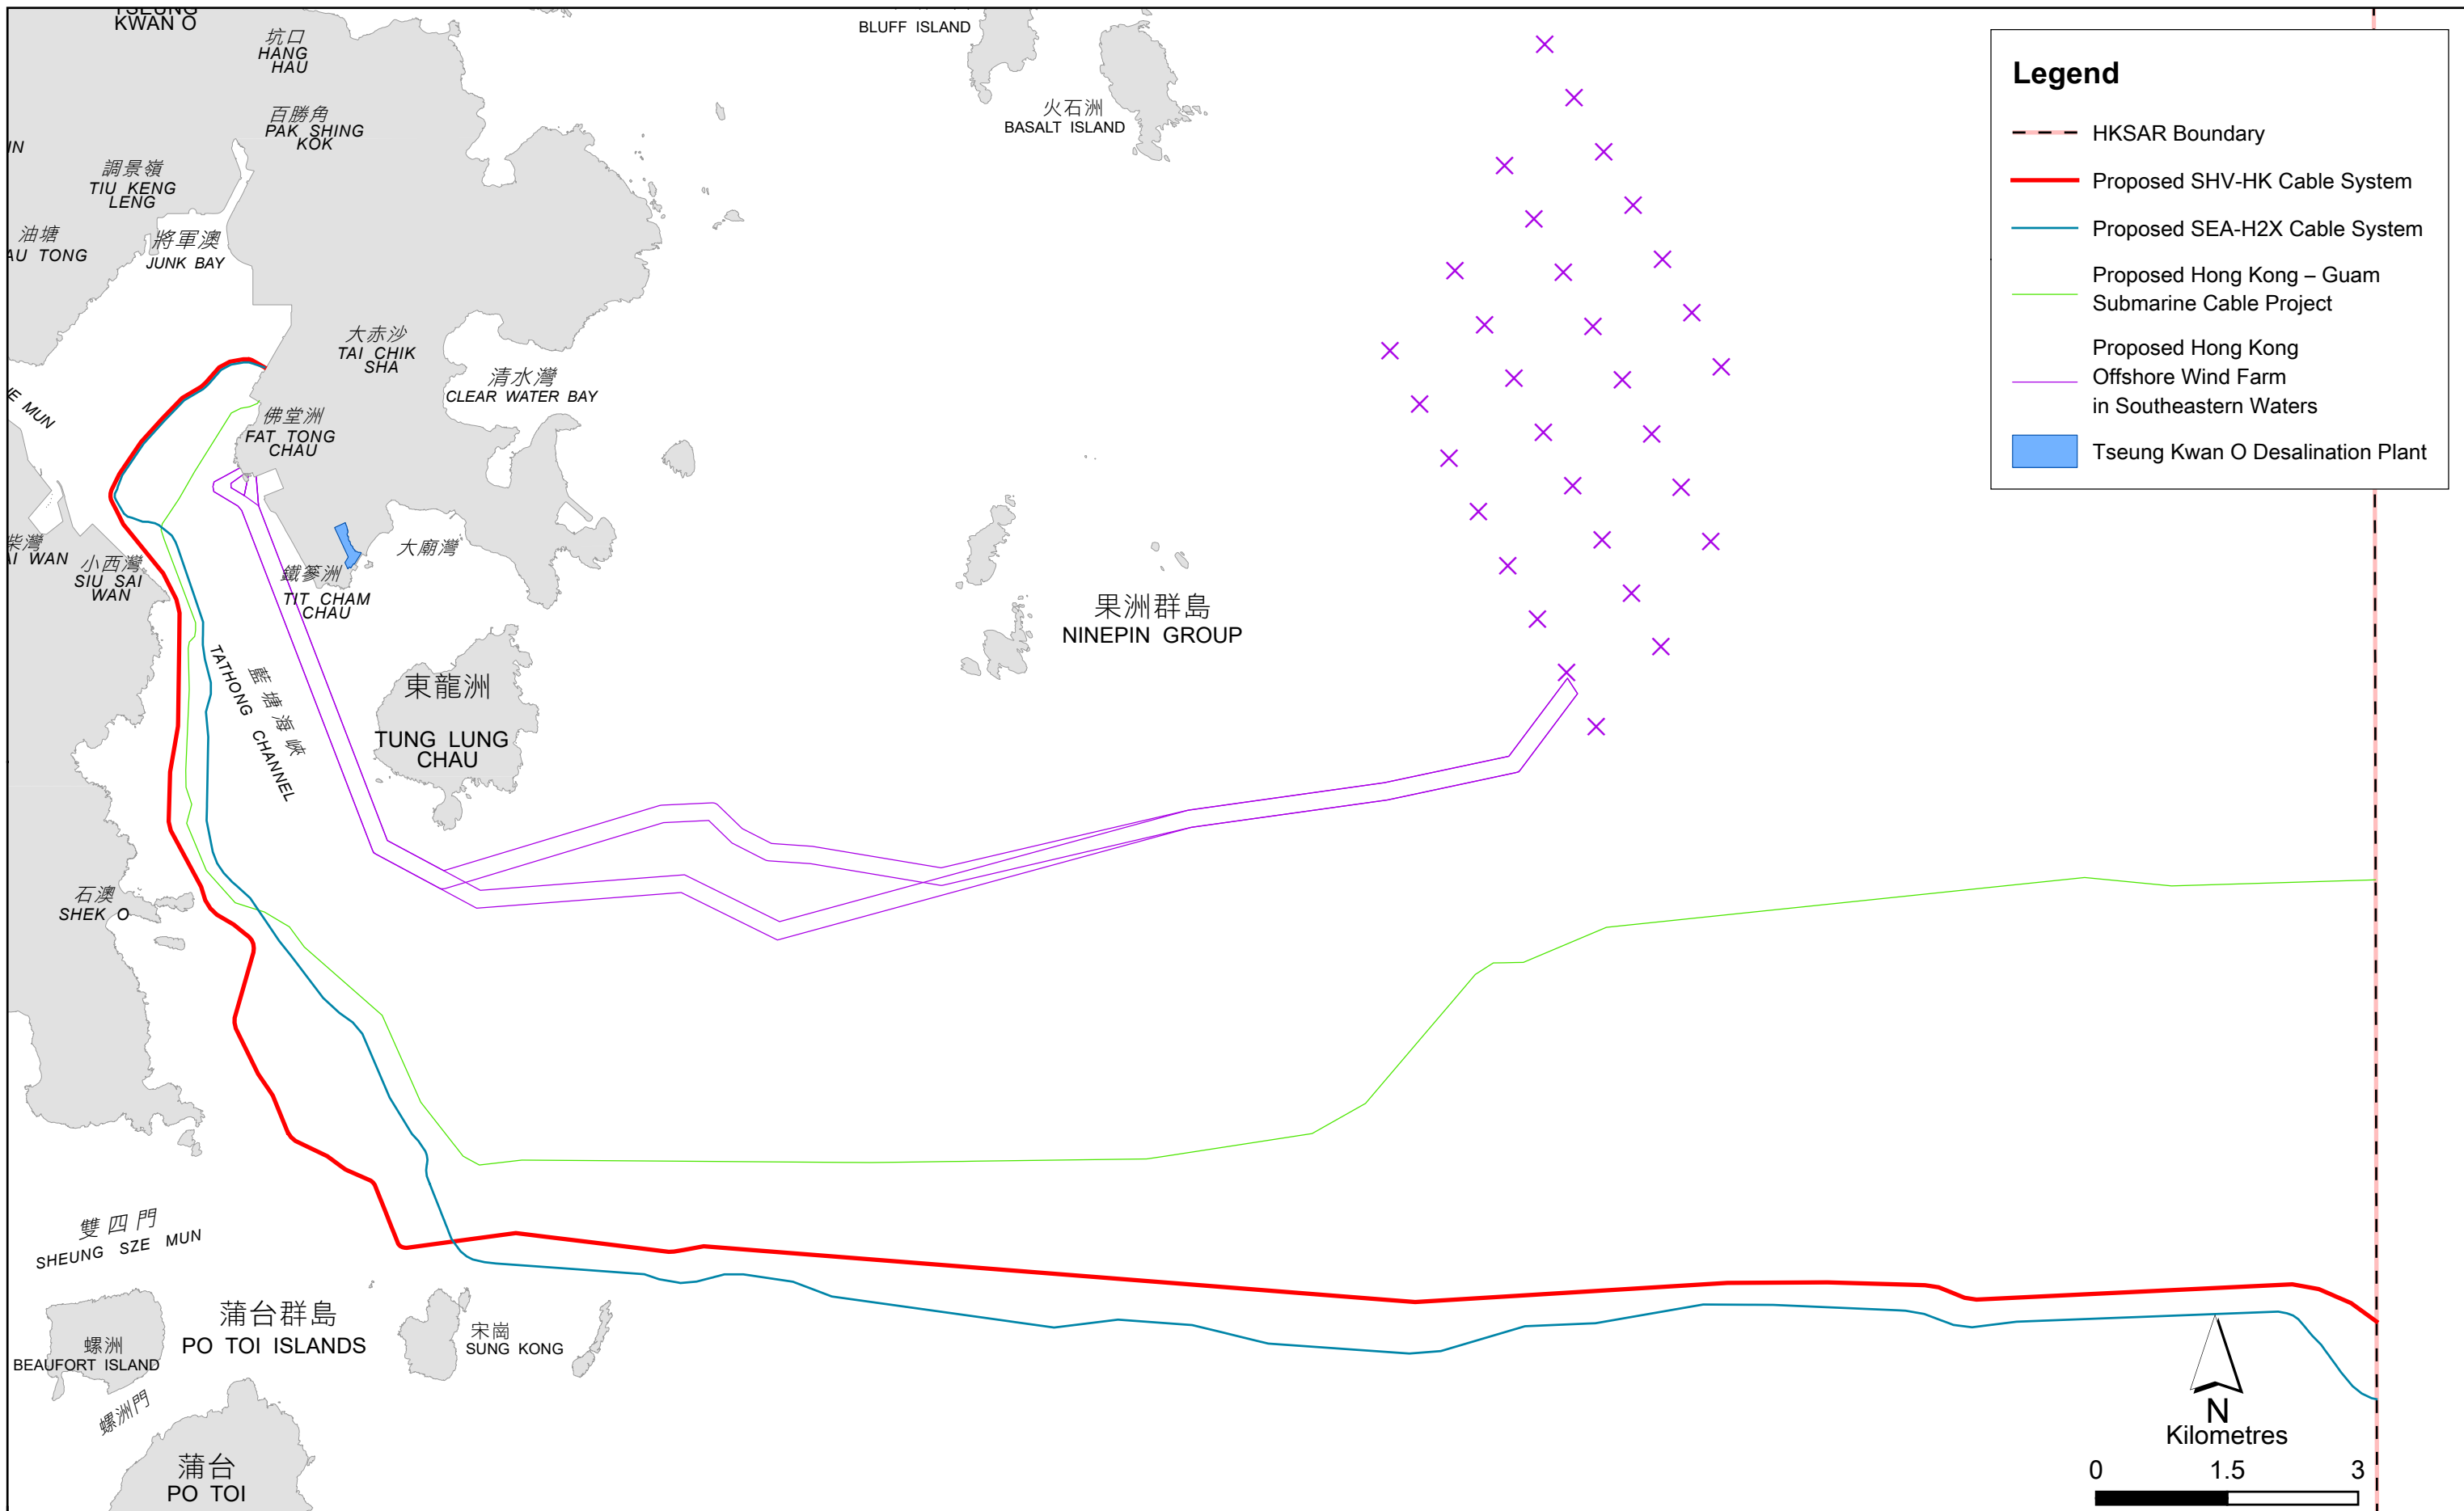 TSEUNG
KWAN O
坑口
HANG
HAU
百勝角
PAK SHING
KOK
調景嶺
TIU KENG
LENG
油塘
將軍澳
JUNK BAY
大赤沙
TAI CHIK
SHA
清水灣
CLEAR WATER BAY
佛堂洲
FAT TONG
CHAU
柴灣
小西灣
SIU SAI
WAN
大廟灣
鐵篸洲
TIT CHAM
CHAU
藍塘海峽
TATHONG CHANNEL
東龍洲
TUNG LUNG
CHAU
石澳
SHEK O
BLUFF ISLAND
火石洲
BASALT ISLAND
果洲群島
NINEPIN GROUP
雙四門
SHEUNG SZE MUN
蒲台群島
PO TOI ISLANDS
螺洲
BEAUFORT ISLAND
螺洲門
宋崗
SUNG KONG
蒲台
PO TOI
Legend
HKSAR Boundary
Proposed SHV-HK Cable System
Proposed SEA-H2X Cable System
Proposed Hong Kong – Guam
Submarine Cable Project
Proposed Hong Kong
Offshore Wind Farm
in Southeastern Waters
Tseung Kwan O Desalination Plant
N
Kilometres
0 1.5 3